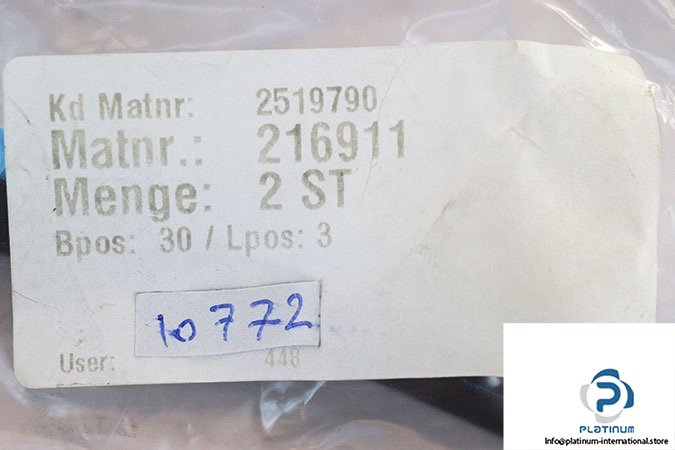 Kd Matnr: 2519790
Matnr.: 216911
Menge: 2 ST
Bpos: 30 / Lpos: 3
10772
User: 448
PLATINUM
Info@platinum-international.store